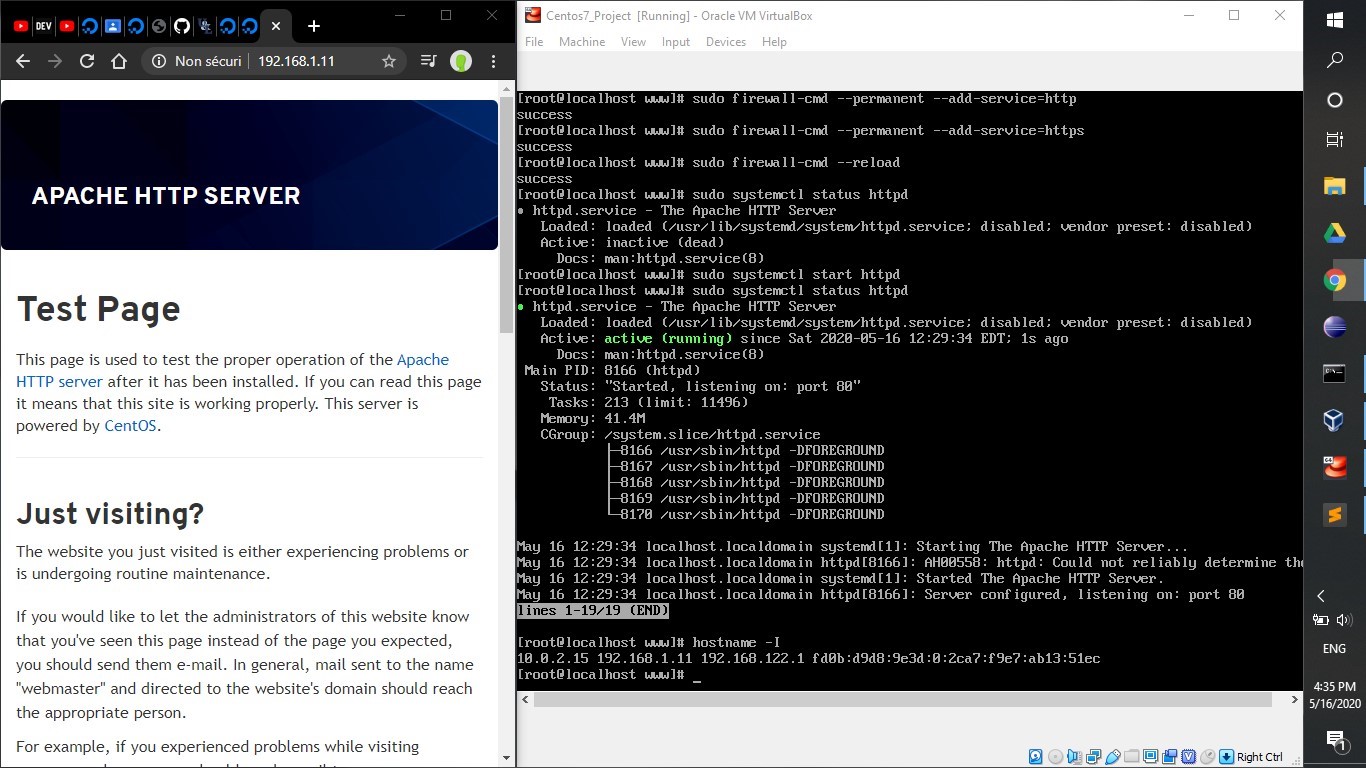 DEV
Non sécuri
192.168.1.11
APACHE HTTP SERVER
Test Page
This page is used to test the proper operation of the Apache
HTTP server after it has been installed. If you can read this page
it means that this site is working properly. This server is
powered by CentOS.
Just visiting?
The website you just visited is either experiencing problems or
is undergoing routine maintenance.
If you would like to let the administrators of this website know
that you've seen this page instead of the page you expected,
you should send them e-mail. In general, mail sent to the name
"webmaster" and directed to the website's domain should reach
the appropriate person.
For example, if you experienced problems while visiting
Centos7_Project [Running] - Oracle VM VirtualBox
File Machine View Input Devices Help
[root@localhost www]# sudo firewall-cmd --permanent --add-service=http
success
[root@localhost www]# sudo firewall-cmd --permanent --add-service=https
success
[root@localhost www]# sudo firewall-cmd --reload
success
[root@localhost www]# sudo systemctl status httpd
● httpd.service - The Apache HTTP Server
Loaded: loaded (/usr/lib/systemd/system/httpd.service; disabled; vendor preset: disabled)
Active: inactive (dead)
Docs: man:httpd.service(8)
[root@localhost www]# sudo systemctl start httpd
[root@localhost www]# sudo systemctl status httpd
● httpd.service - The Apache HTTP Server
Loaded: loaded (/usr/lib/systemd/system/httpd.service; disabled; vendor preset: disabled)
Active: active (running) since Sat 2020-05-16 12:29:34 EDT; 1s ago
Docs: man:httpd.service(8)
Main PID: 8166 (httpd)
Status: "Started, listening on: port 80"
Tasks: 213 (limit: 11496)
Memory: 41.4M
CGroup: /system.slice/httpd.service
├─8166 /usr/sbin/httpd -DFOREGROUND
├─8167 /usr/sbin/httpd -DFOREGROUND
├─8168 /usr/sbin/httpd -DFOREGROUND
├─8169 /usr/sbin/httpd -DFOREGROUND
└─8170 /usr/sbin/httpd -DFOREGROUND
May 16 12:29:34 localhost.localdomain systemd[1]: Starting The Apache HTTP Server...
May 16 12:29:34 localhost.localdomain httpd[8166]: AH00558: httpd: Could not reliably determine the
May 16 12:29:34 localhost.localdomain systemd[1]: Started The Apache HTTP Server.
May 16 12:29:34 localhost.localdomain httpd[8166]: Server configured, listening on: port 80
lines 1-19/19 (END)
[root@localhost www]# hostname -I
10.0.2.15 192.168.1.11 192.168.122.1 fd0b:d9d8:9e3d:0:2ca7:f9e7:ab13:51ec
[root@localhost www]# _
Right Ctrl
ENG
4:35 PM
5/16/2020
1